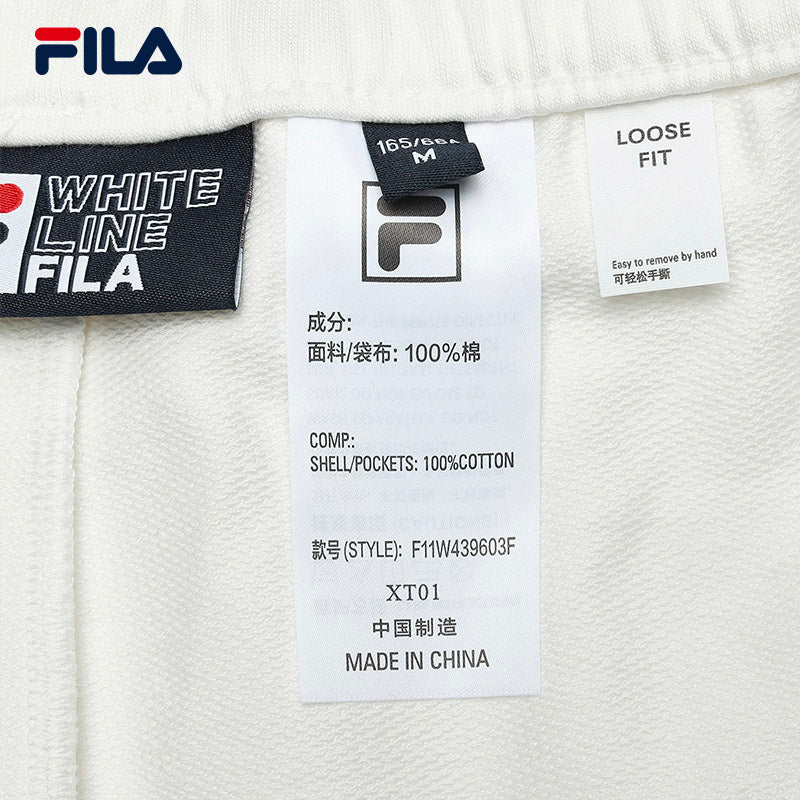 FILA
WHITE
LINE
FILA
165/66A
M
LOOSE
FIT
Easy to remove by hand
可轻松手撕
成分:
面料/袋布: 100%棉
COMP.:
SHELL/POCKETS: 100%COTTON
款号(STYLE): F11W439603F
XT01
中国制造
MADE IN CHINA